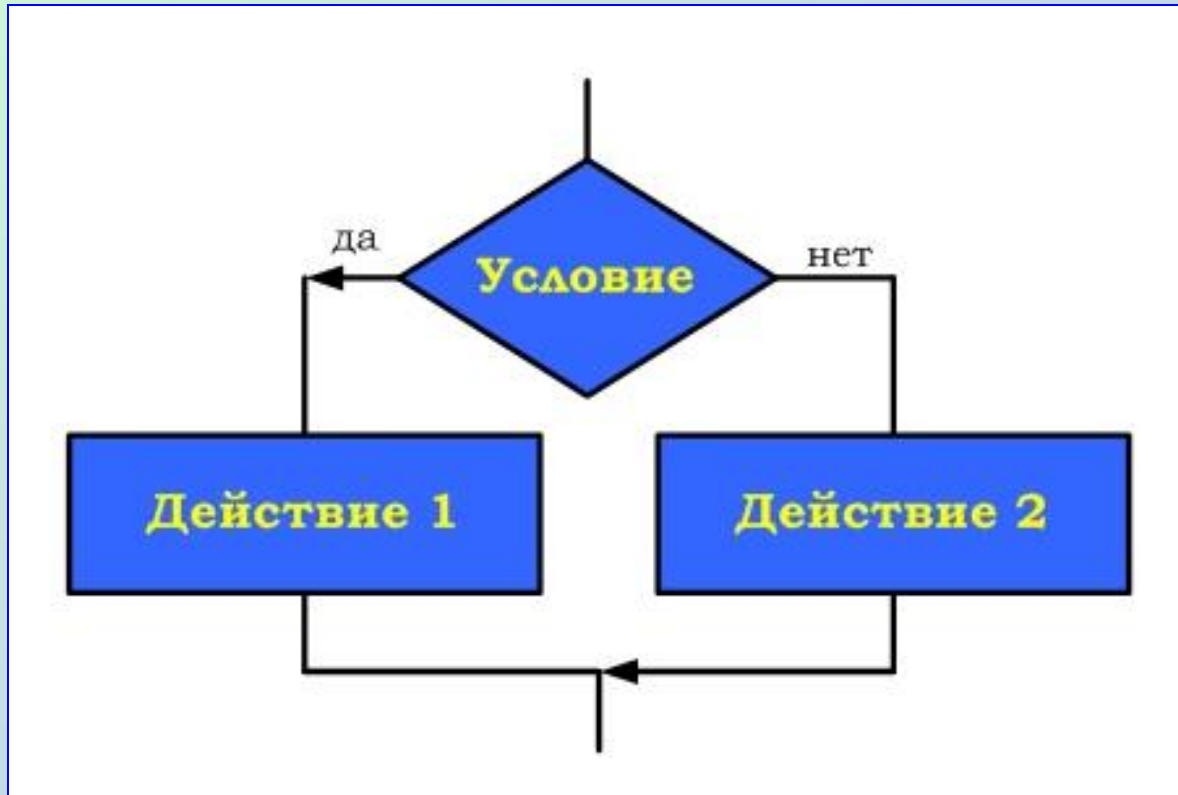 да
Условие
нет
Действие 1
Действие 2